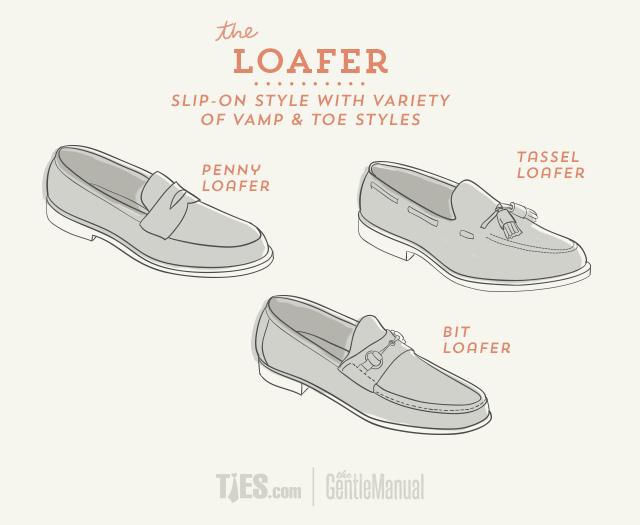 the
LOAFER
SLIP-ON STYLE WITH VARIETY
OF VAMP & TOE STYLES
PENNY
LOAFER
TASSEL
LOAFER
BIT
LOAFER
TIES.com | the GentleManual